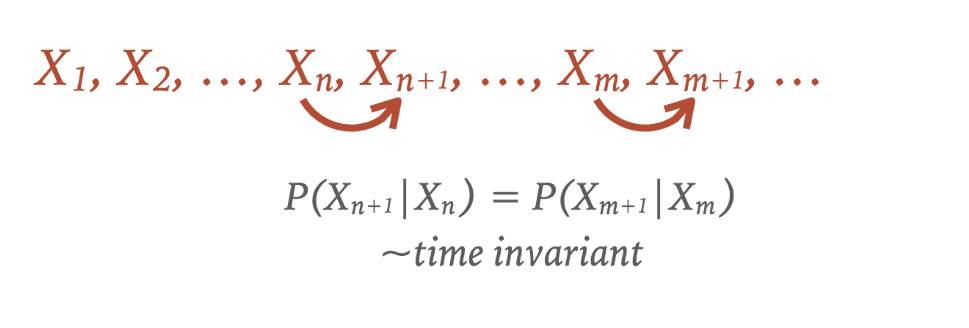 X₁, X₂, ..., Xₙ, Xₙ₊₁, ..., Xₘ, Xₘ₊₁, ...
P(Xₙ₊₁|Xₙ) = P(Xₘ₊₁|Xₘ)
~time invariant